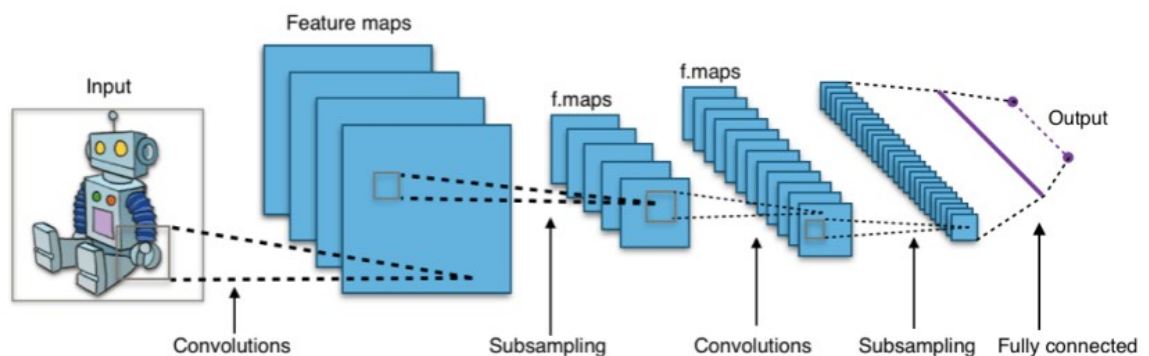 Feature maps
Input
f.maps
f.maps
Output
Convolutions
Subsampling
Convolutions
Subsampling
Fully connected